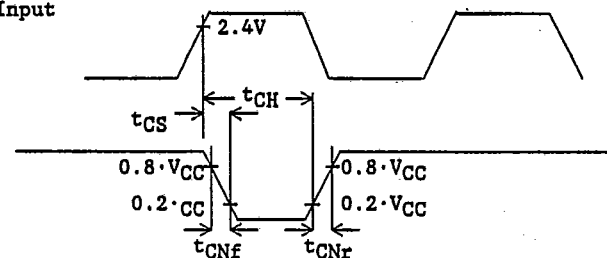 Input
2.4V
tCH
tCS
0.8·VCC 0.8·VCC
0.2·CC 0.2·VCC
tCNf tCNr